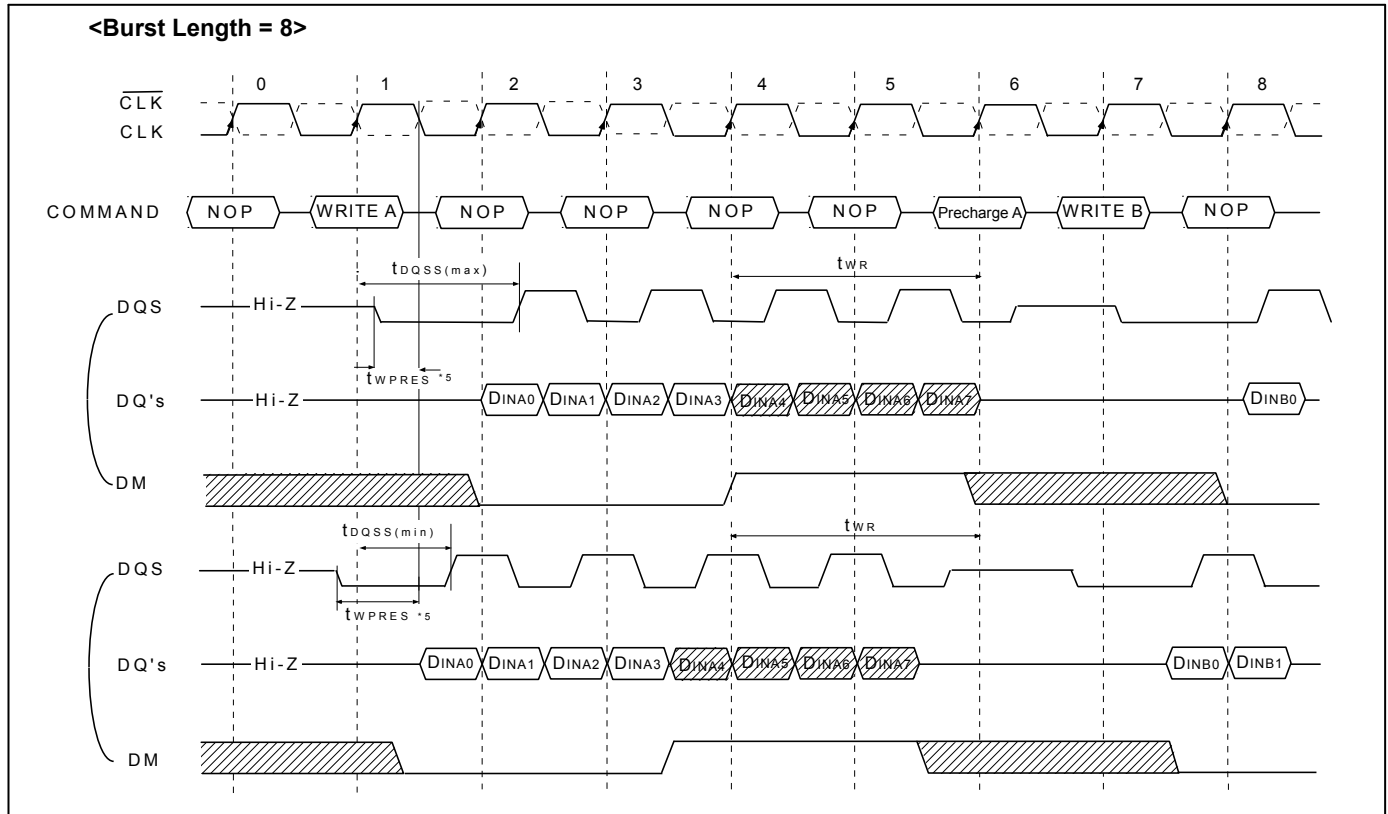 <Burst Length = 8>
0 1 2 3 4 5 6 7 8
CLK
CLK
COMMAND NOP WRITE A NOP NOP NOP NOP Precharge A WRITE B NOP
tDQSS(max) tWR
DQS Hi-Z
tWPRES *5
DQ's Hi-Z DINA0 DINA1 DINA2 DINA3 DINA4 DINA5 DINA6 DINA7 DINB0
DM
tDQSS(min) tWR
DQS Hi-Z
tWPRES *5
DQ's Hi-Z DINA0 DINA1 DINA2 DINA3 DINA4 DINA5 DINA6 DINA7 DINB0 DINB1
DM